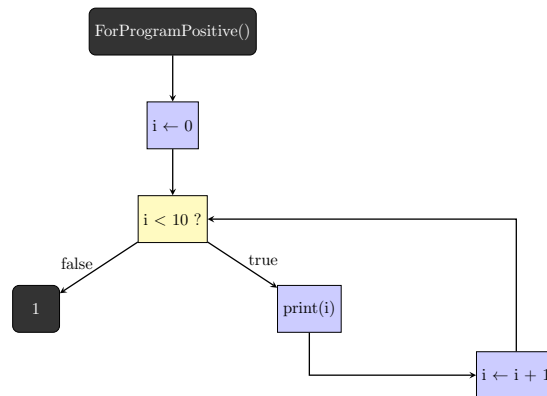 ForProgramPositive()
i ← 0
i < 10 ?
false
true
1
print(i)
i ← i + 1